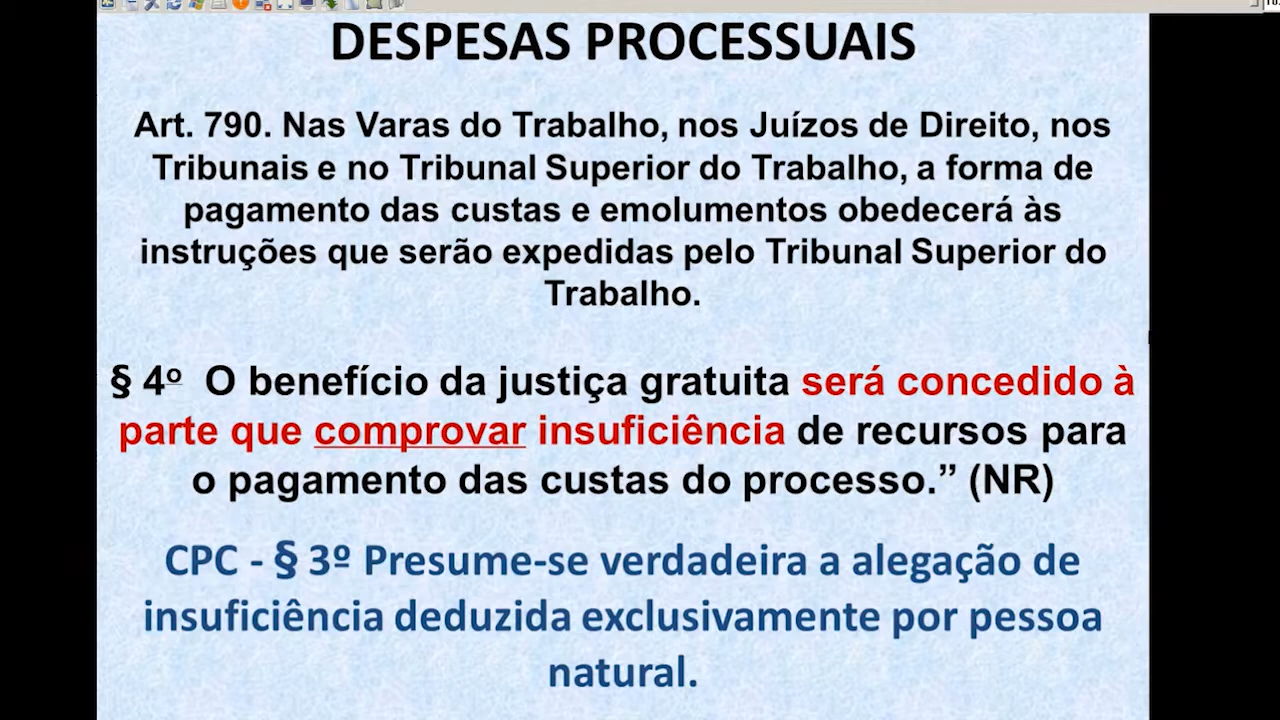 DESPESAS PROCESSUAIS
Art. 790. Nas Varas do Trabalho, nos Juízos de Direito, nos
Tribunais e no Tribunal Superior do Trabalho, a forma de
pagamento das custas e emolumentos obedecerá às
instruções que serão expedidas pelo Tribunal Superior do
Trabalho.
§ 4º O benefício da justiça gratuita será concedido à
parte que comprovar insuficiência de recursos para
o pagamento das custas do processo.” (NR)
CPC - § 3º Presume-se verdadeira a alegação de
insuficiência deduzida exclusivamente por pessoa
natural.